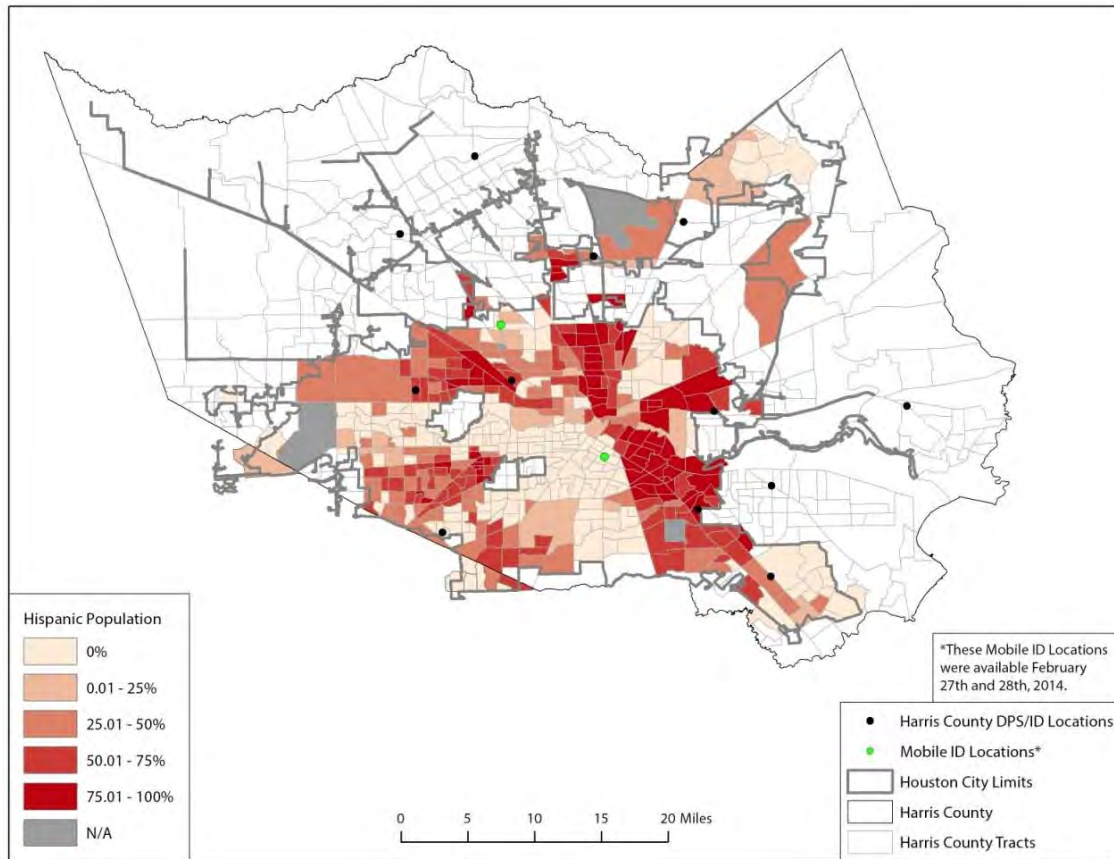 Hispanic Population
0%
0.01 - 25%
25.01 - 50%
50.01 - 75%
75.01 - 100%
N/A
0 5 10 15 20 Miles
*These Mobile ID Locations
were available February
27th and 28th, 2014.
Harris County DPS/ID Locations
Mobile ID Locations*
Houston City Limits
Harris County
Harris County Tracts